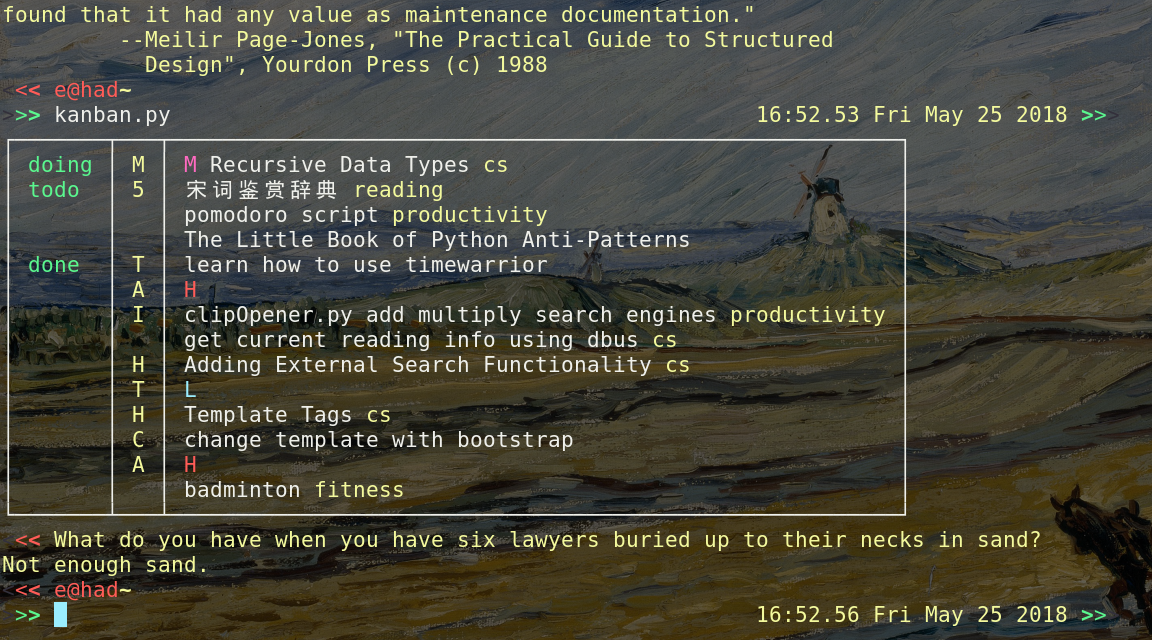 found that it had any value as maintenance documentation."
--Meilir Page-Jones, "The Practical Guide to Structured
Design", Yourdon Press (c) 1988
<< e@had~
>> kanban.py 16:52.53 Fri May 25 2018 >>
doing M M Recursive Data Types cs
todo 5 宋词鉴赏辞典 reading
pomodoro script productivity
The Little Book of Python Anti-Patterns
done T learn how to use timewarrior
A H
I clipOpener.py add multiply search engines productivity
get current reading info using dbus cs
H Adding External Search Functionality cs
T L
H Template Tags cs
C change template with bootstrap
A H
badminton fitness
<< What do you have when you have six lawyers buried up to their necks in sand?
Not enough sand.
<< e@had~
>> 16:52.56 Fri May 25 2018 >>